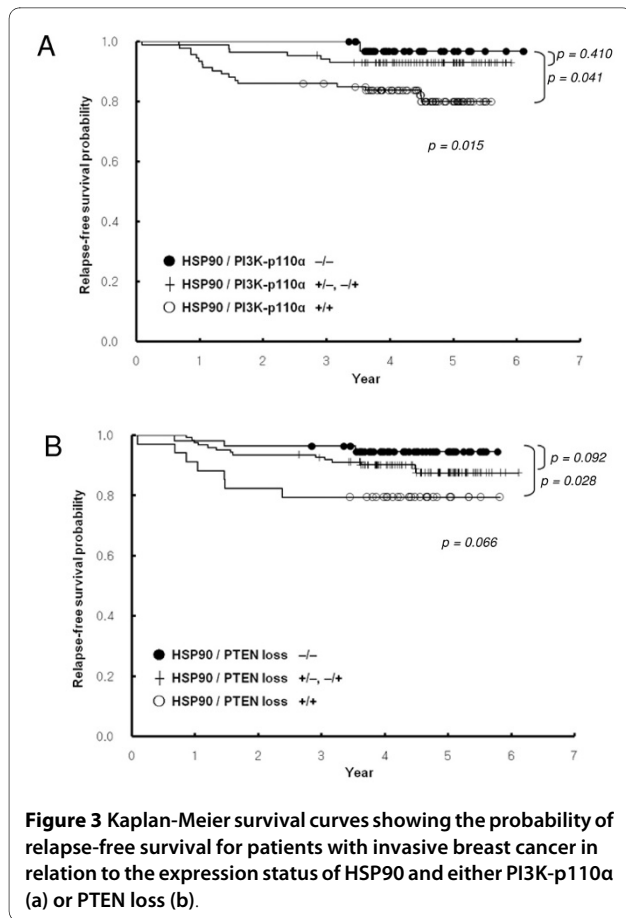 A
Relapse-free survival probability
1.0
0.8
0.6
0.4
0.2
0.0
p = 0.410
p = 0.041
p = 0.015
HSP90 / PI3K-p110α –/–
HSP90 / PI3K-p110α +/–, –/+
HSP90 / PI3K-p110α +/+
0 1 2 3 4 5 6 7
Year
B
Relapse-free survival probability
1.0
0.8
0.6
0.4
0.2
0.0
p = 0.092
p = 0.028
p = 0.066
HSP90 / PTEN loss –/–
HSP90 / PTEN loss +/–, –/+
HSP90 / PTEN loss +/+
0 1 2 3 4 5 6 7
Year
Figure 3 Kaplan-Meier survival curves showing the probability of
relapse-free survival for patients with invasive breast cancer in
relation to the expression status of HSP90 and either PI3K-p110α
(a) or PTEN loss (b).